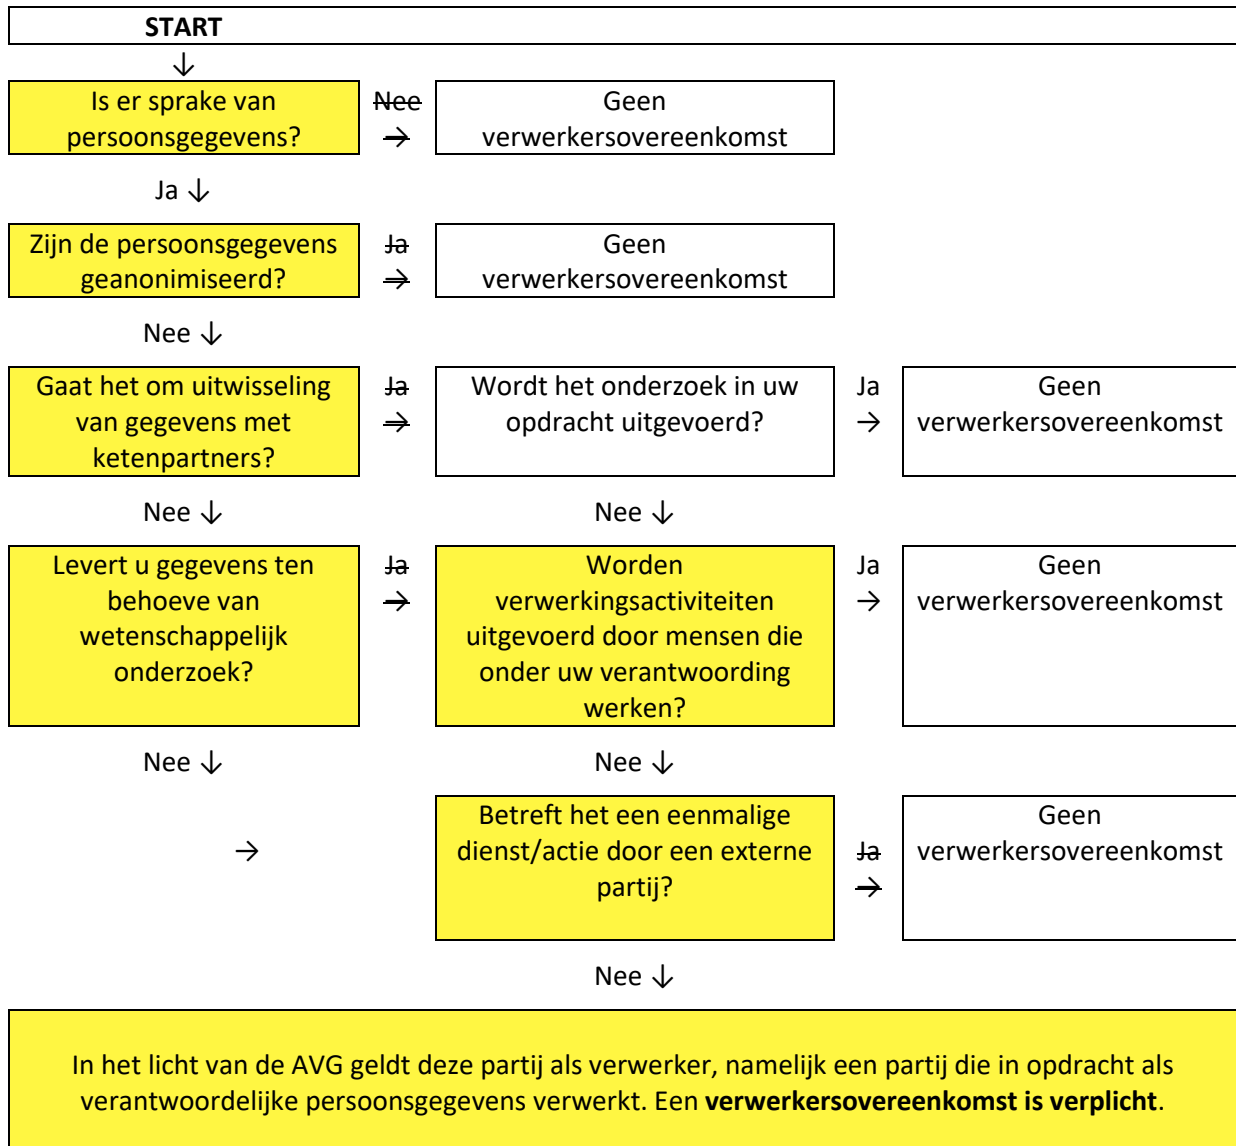 START
↓
Is er sprake van
persoonsgegevens?
Nee
→
Geen
verwerkersovereenkomst
Ja ↓
Zijn de persoonsgegevens
geanonimiseerd?
Ja
→
Geen
verwerkersovereenkomst
Nee ↓
Gaat het om uitwisseling
van gegevens met
ketenpartners?
Ja
→
Wordt het onderzoek in uw
opdracht uitgevoerd?
Ja
→
Geen
verwerkersovereenkomst
Nee ↓
Nee ↓
Levert u gegevens ten
behoeve van
wetenschappelijk
onderzoek?
Ja
→
Worden
verwerkingsactiviteiten
uitgevoerd door mensen die
onder uw verantwoording
werken?
Ja
→
Geen
verwerkersovereenkomst
Nee ↓
Nee ↓
→
Betreft het een eenmalige
dienst/actie door een externe
partij?
Ja
→
Geen
verwerkersovereenkomst
Nee ↓
In het licht van de AVG geldt deze partij als verwerker, namelijk een partij die in opdracht als
verantwoordelijke persoonsgegevens verwerkt. Een verwerkersovereenkomst is verplicht.